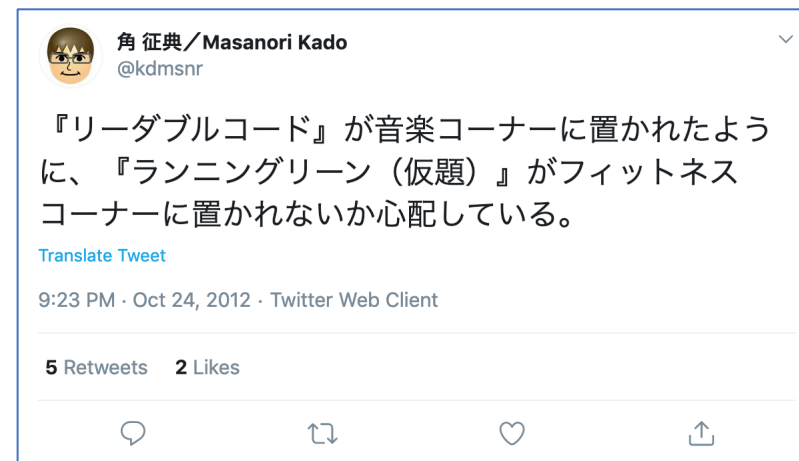 角 征典／Masanori Kado
@kdmsnr
『リーダブルコード』が音楽コーナーに置かれたよう
に、『ランニングリーン（仮題）』がフィットネス
コーナーに置かれないか心配している。
Translate Tweet
9:23 PM · Oct 24, 2012 · Twitter Web Client
5 Retweets 2 Likes